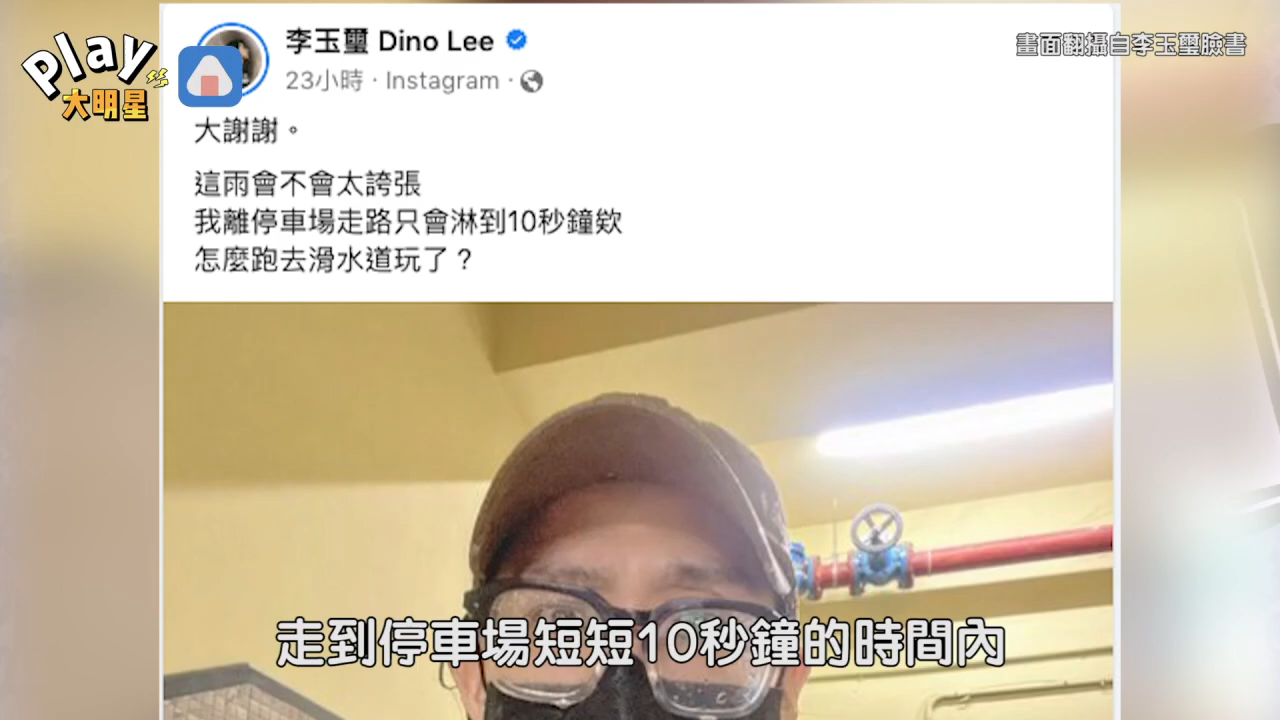 Play
大明星
李玉璽 Dino Lee
23小時 · Instagram ·
畫面翻攝自李玉璽臉書
大謝謝。
這雨會不會太誇張
我離停車場走路只會淋到10秒鐘欸
怎麼跑去滑水道玩了？
走到停車場短短10秒鐘的時間內